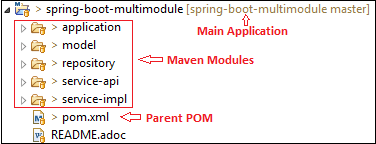 > spring-boot-multimodule [spring-boot-multimodule master]
Main Application
> application
> model
> repository
Maven Modules
> service-api
> service-impl
> pom.xml
Parent POM
README.adoc